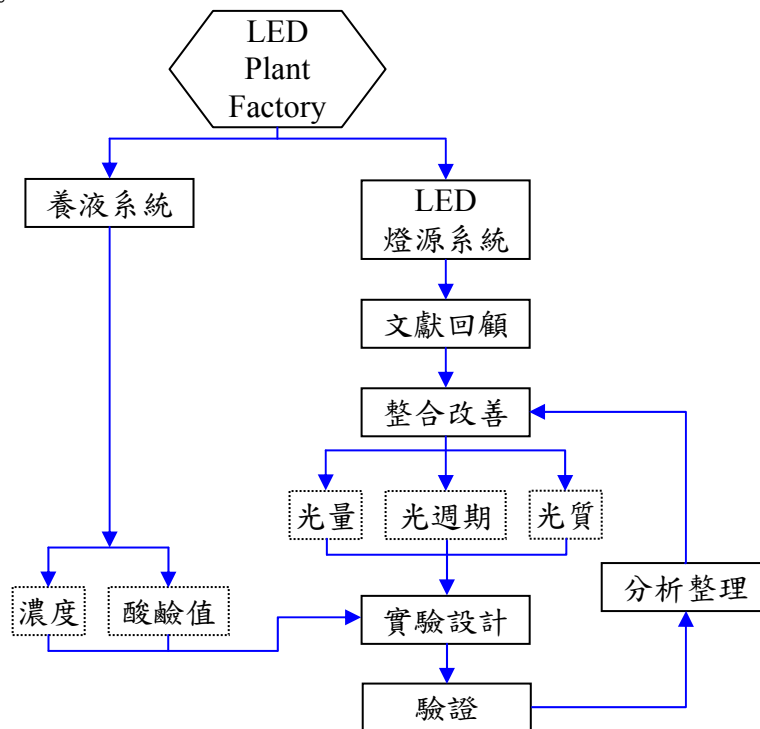 LED
Plant
Factory
養液系統
LED
燈源系統
文獻回顧
整合改善
光量
光週期
光質
濃度
酸鹼值
實驗設計
分析整理
驗證